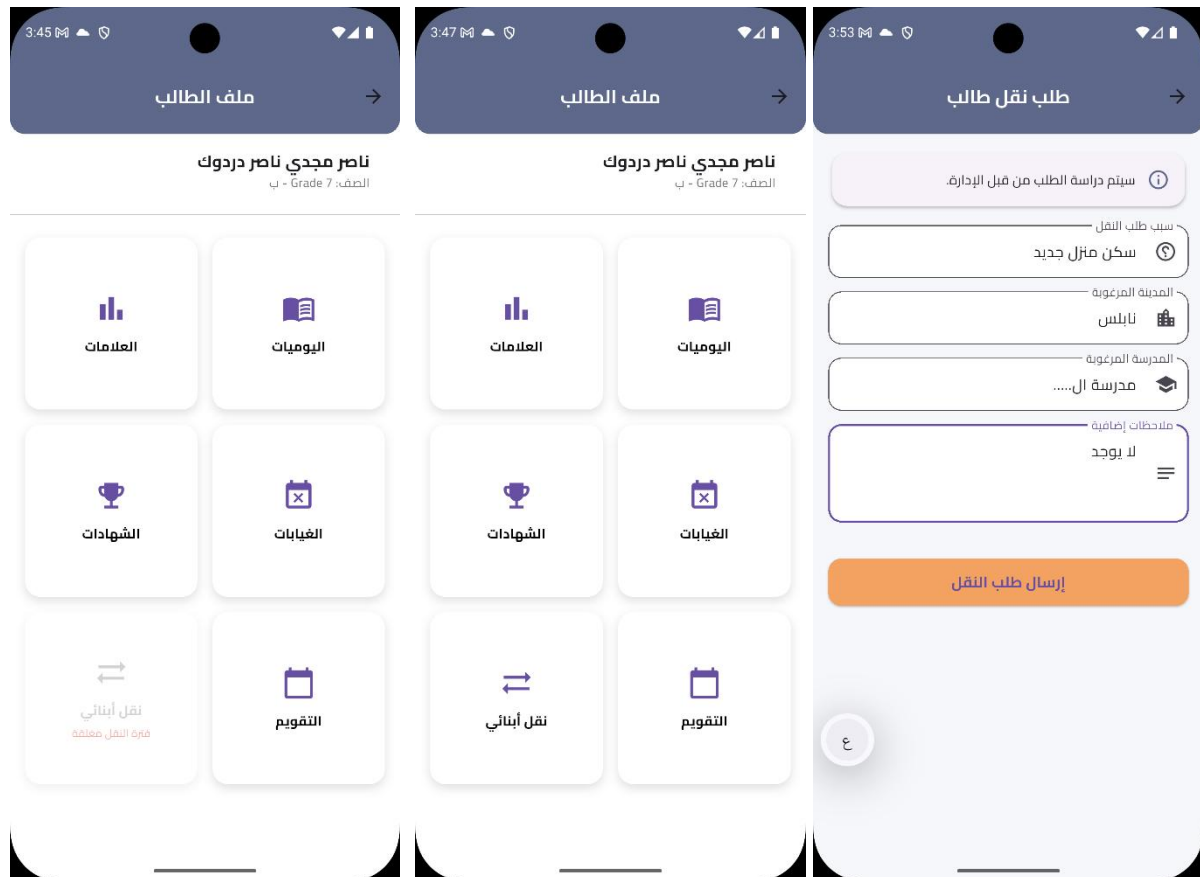 3:45
ملف الطالب
ناصر مجدي ناصر دردوك
الصف: Grade 7 - ب
اليوميات
العلامات
الغيابات
الشهادات
التقويم
نقل أبنائي
فترة النقل مغلقة
3:47
ملف الطالب
ناصر مجدي ناصر دردوك
الصف: Grade 7 - ب
اليوميات
العلامات
الغيابات
الشهادات
التقويم
نقل أبنائي
3:53
طلب نقل طالب
سيتم دراسة الطلب من قبل الإدارة.
سبب طلب النقل
سكن منزل جديد
المدينة المرغوبة
نابلس
المدرسة المرغوبة
مدرسة ال.....
ملاحظات إضافية
لا يوجد
إرسال طلب النقل
ع